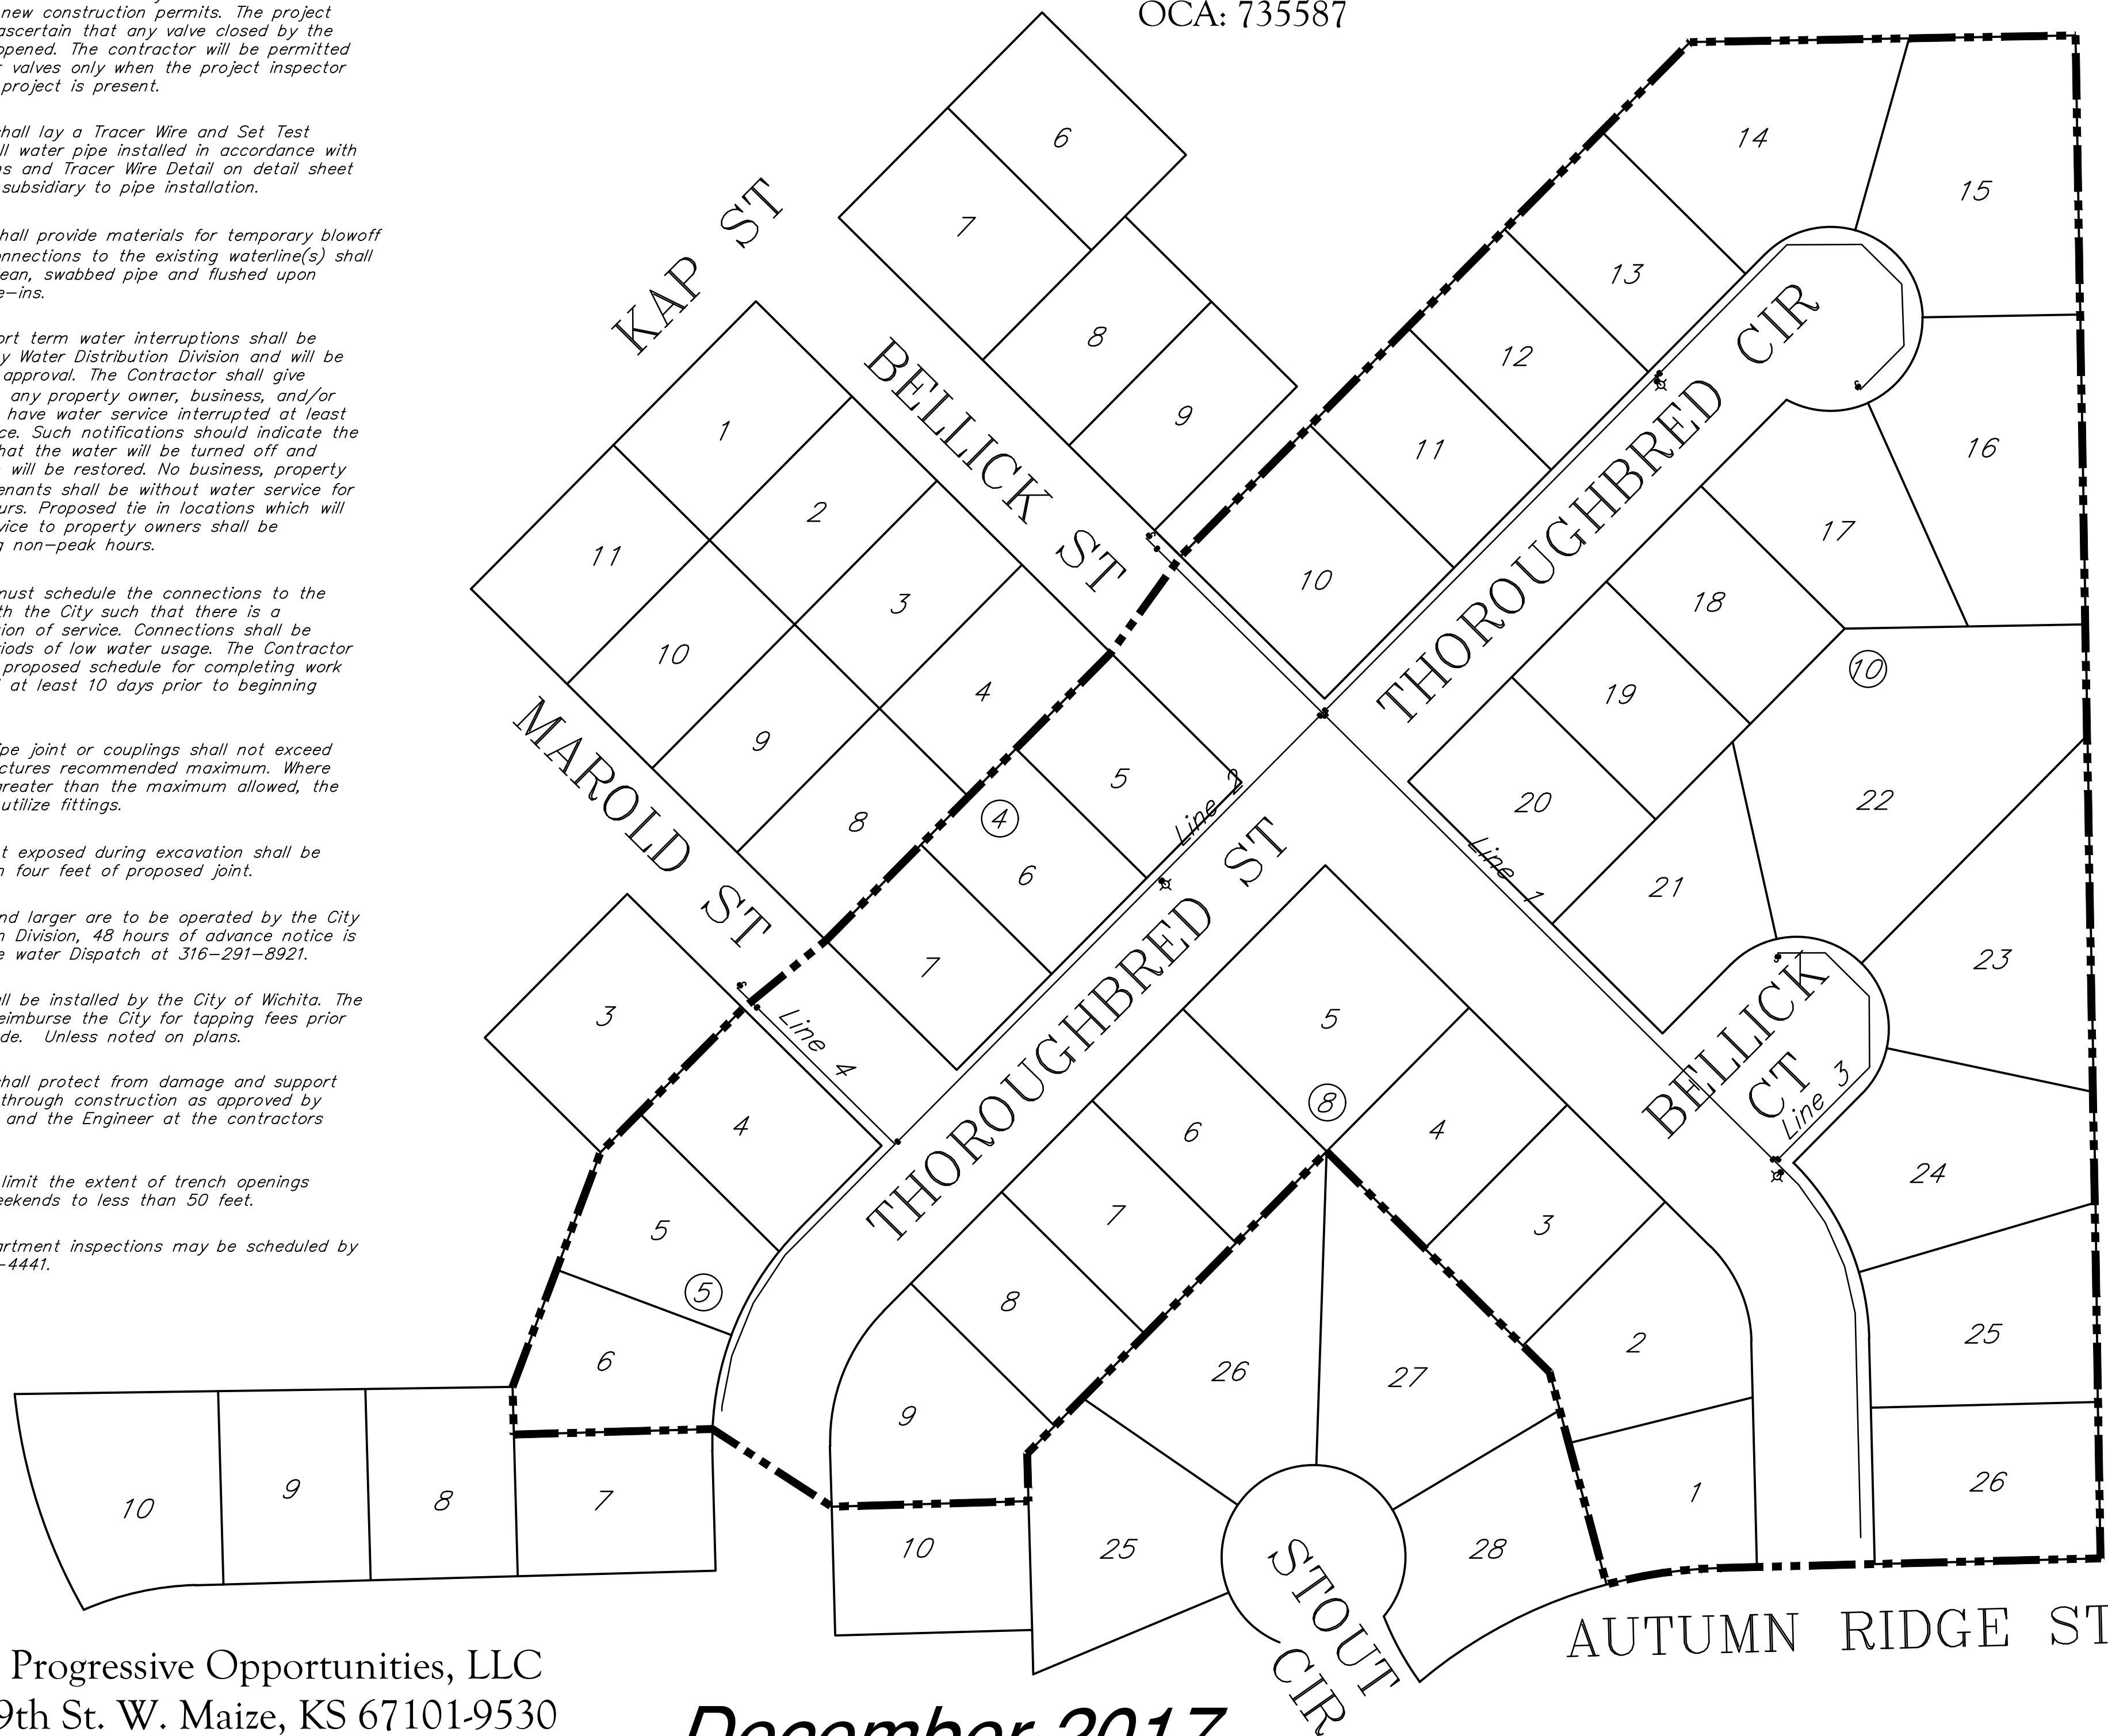 new construction permits. The project
ascertain that any valve closed by the
opened. The contractor will be permitted
valves only when the project inspector
project is present.
shall lay a Tracer Wire and Set Test
all water pipe installed in accordance with
and Tracer Wire Detail on detail sheet
subsidiary to pipe installation.
shall provide materials for temporary blowoff
connections to the existing waterline(s) shall
clean, swabbed pipe and flushed upon
e-ins.
ort term water interruptions shall be
y Water Distribution Division and will be
approval. The Contractor shall give
any property owner, business, and/or
have water service interrupted at least
ce. Such notifications should indicate the
hat the water will be turned off and
will be restored. No business, property
enants shall be without water service for
urs. Proposed tie in locations which will
vice to property owners shall be
g non-peak hours.
must schedule the connections to the
th the City such that there is a
tion of service. Connections shall be
riods of low water usage. The Contractor
proposed schedule for completing work
at least 10 days prior to beginning
ipe joint or couplings shall not exceed
ctures recommended maximum. Where
greater than the maximum allowed, the
utilize fittings.
t exposed during excavation shall be
n four feet of proposed joint.
and larger are to be operated by the City
n Division, 48 hours of advance notice is
e water Dispatch at 316-291-8921.
all be installed by the City of Wichita. The
reimburse the City for tapping fees prior
de. Unless noted on plans.
shall protect from damage and support
through construction as approved by
and the Engineer at the contractors
limit the extent of trench openings
eekends to less than 50 feet.
artment inspections may be scheduled by
-4441.
OCA: 735587
6
7
8
9
KAP ST
BELLICK ST
1
2
3
4
11
10
9
8
MAROLD ST
14
15
13
12
11
10
16
17
18
19
20
21
THOROUGHBRED CIR
10
22
23
24
25
26
4
5
6
7
Line 2
Line 1
THOROUGHBRED ST
BELLICK
CT
Line 3
3
Line 4
4
5
5
6
5
8
6
4
7
3
8
2
9
1
26
27
10
9
8
7
10
25
28
STOUT
CIR
AUTUMN RIDGE ST
Progressive Opportunities, LLC
9th St. W. Maize, KS 67101-9530
December 2017